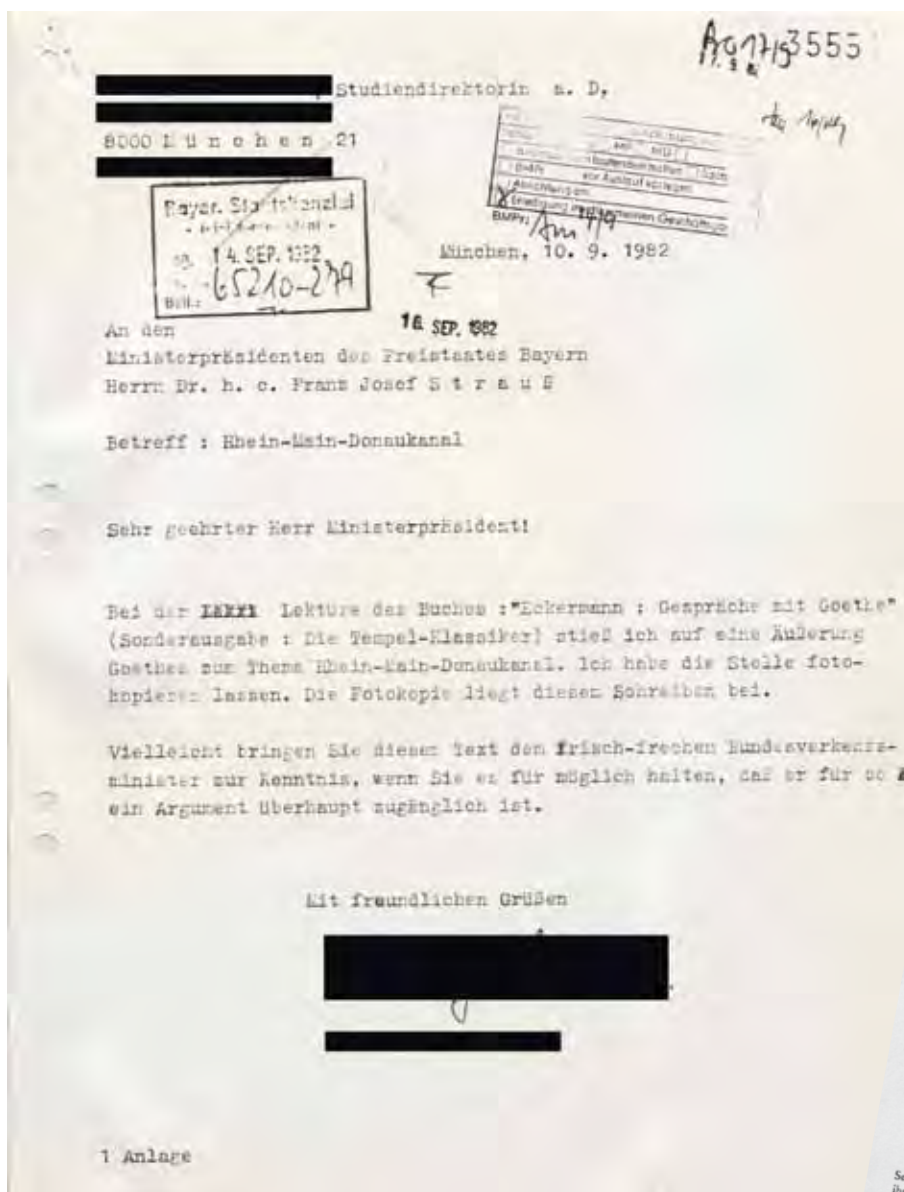 3555
Studiendirektorin a. D.
8000 M ü n c h e n 21
Bayer. Staatskanzlei
14. SEP. 1982
65210-279
Beil.:
BMPr:
München, 10. 9. 1982
16. SEP. 1982
An den
Ministerpräsidenten des Freistaates Bayern
Herrn Dr. h. c. Franz Josef S t r a u ß
Betreff : Rhein-Main-Donaukanal
Sehr geehrter Herr Ministerpräsident!
Bei der Lektüre des Buches :"Eckermann : Gespräche mit Goethe"
(Sonderausgabe : Die Tempel-Klassiker) stieß ich auf eine Äußerung
Goethes zum Thema Rhein-Main-Donaukanal. Ich habe die Stelle foto-
kopieren lassen. Die Fotokopie liegt diesem Schreiben bei.
Vielleicht bringen Sie diesen Text dem frisch-frechen Bundesverkehrs-
minister zur Kenntnis, wenn Sie es für möglich halten, daß er für so
ein Argument überhaupt zugänglich ist.
Mit freundlichen Grüßen
1 Anlage